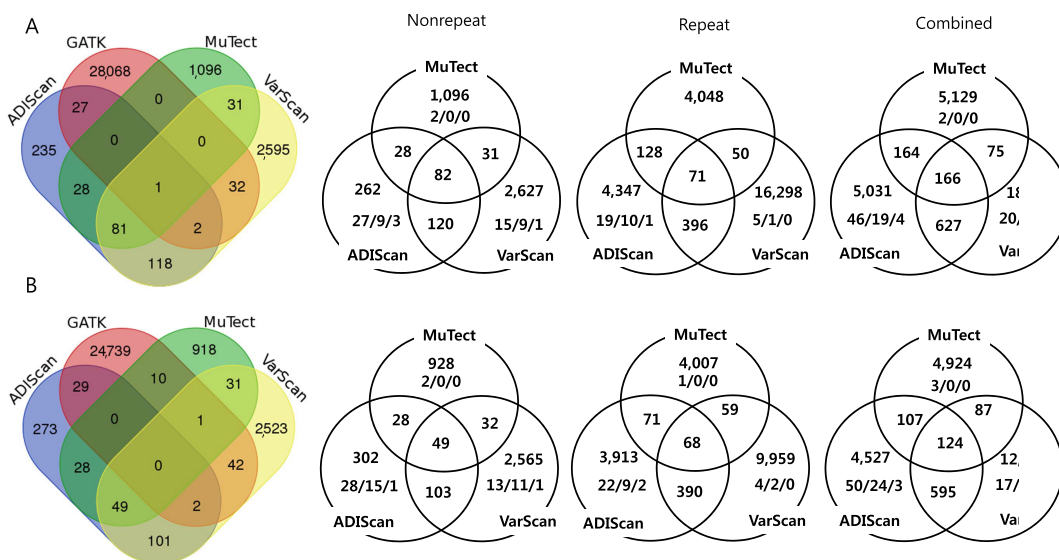 Nonrepeat Repeat Combined
A
GATK MuTect
ADIScan VarScan
28,068 1,096
27 0 31
235 0 0 2,595
28 1 32
81 2
118
MuTect
1,096
2/0/0
28 31
82
262 2,627
27/9/3 120 15/9/1
ADIScan VarScan
MuTect
4,048
128 50
71
4,347 16,298
19/10/1 396 5/1/0
ADIScan VarScan
MuTect
5,129
2/0/0
164 75
166
5,031
46/19/4 627
ADIScan
B
GATK MuTect
ADIScan VarScan
24,739 918
29 10 31
273 0 1 2,523
28 0 42
49 2
101
MuTect
928
2/0/0
28 32
49
302 2,565
28/15/1 103 13/11/1
ADIScan VarScan
MuTect
4,007
1/0/0
71 59
68
3,913 9,959
22/9/2 390 4/2/0
ADIScan VarScan
MuTect
4,924
3/0/0
107 87
124
4,527
50/24/3 595
ADIScan